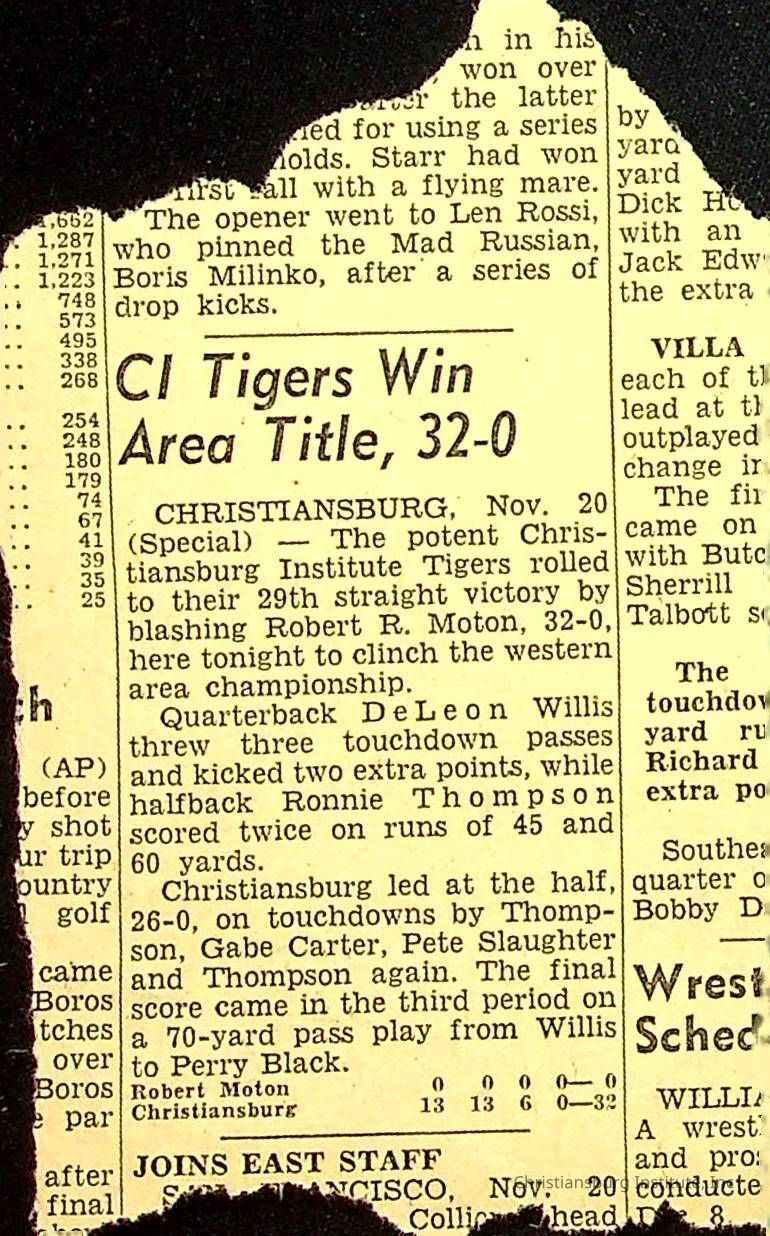 in his
won over
the latter
for using a series
holds. Starr had won
first fall with a flying mare.
The opener went to Len Rossi,
who pinned the Mad Russian,
Boris Milinko, after a series of
drop kicks.
CI Tigers Win
Area Title, 32-0
CHRISTIANSBURG, Nov. 20
(Special) — The potent Chris-
tiansburg Institute Tigers rolled
to their 29th straight victory by
blashing Robert R. Moton, 32-0,
here tonight to clinch the western
area championship.
Quarterback DeLeon Willis
threw three touchdown passes
and kicked two extra points, while
halfback Ronnie Thompson
scored twice on runs of 45 and
60 yards.
Christiansburg led at the half,
26-0, on touchdowns by Thomp-
son, Gabe Carter, Pete Slaughter
and Thompson again. The final
score came in the third period on
a 70-yard pass play from Willis
to Perry Black.
Robert Moton 0 0 0 0— 0
Christiansburg 13 13 6 0—32
JOINS EAST STAFF
Nov. 20
head
1,662
.. 1,287
.. 1,271
.. 1,223
.. 748
.. 573
.. 495
.. 338
.. 268
.. 254
.. 248
.. 180
.. 179
.. 74
.. 67
.. 41
.. 39
.. 35
.. 25
(AP)
before
shot
trip
golf
came
Boros
over
Boros
par
after
final
by
yard
yard
Dick
with an
Jack
the extra
VILLA
each of
lead at
outplayed
change
The
came on
with
Sherrill
Talbott
The
yard
Richard
extra
quarter
Bobby D
A
and
8
Christiansburg Institute, Inc.